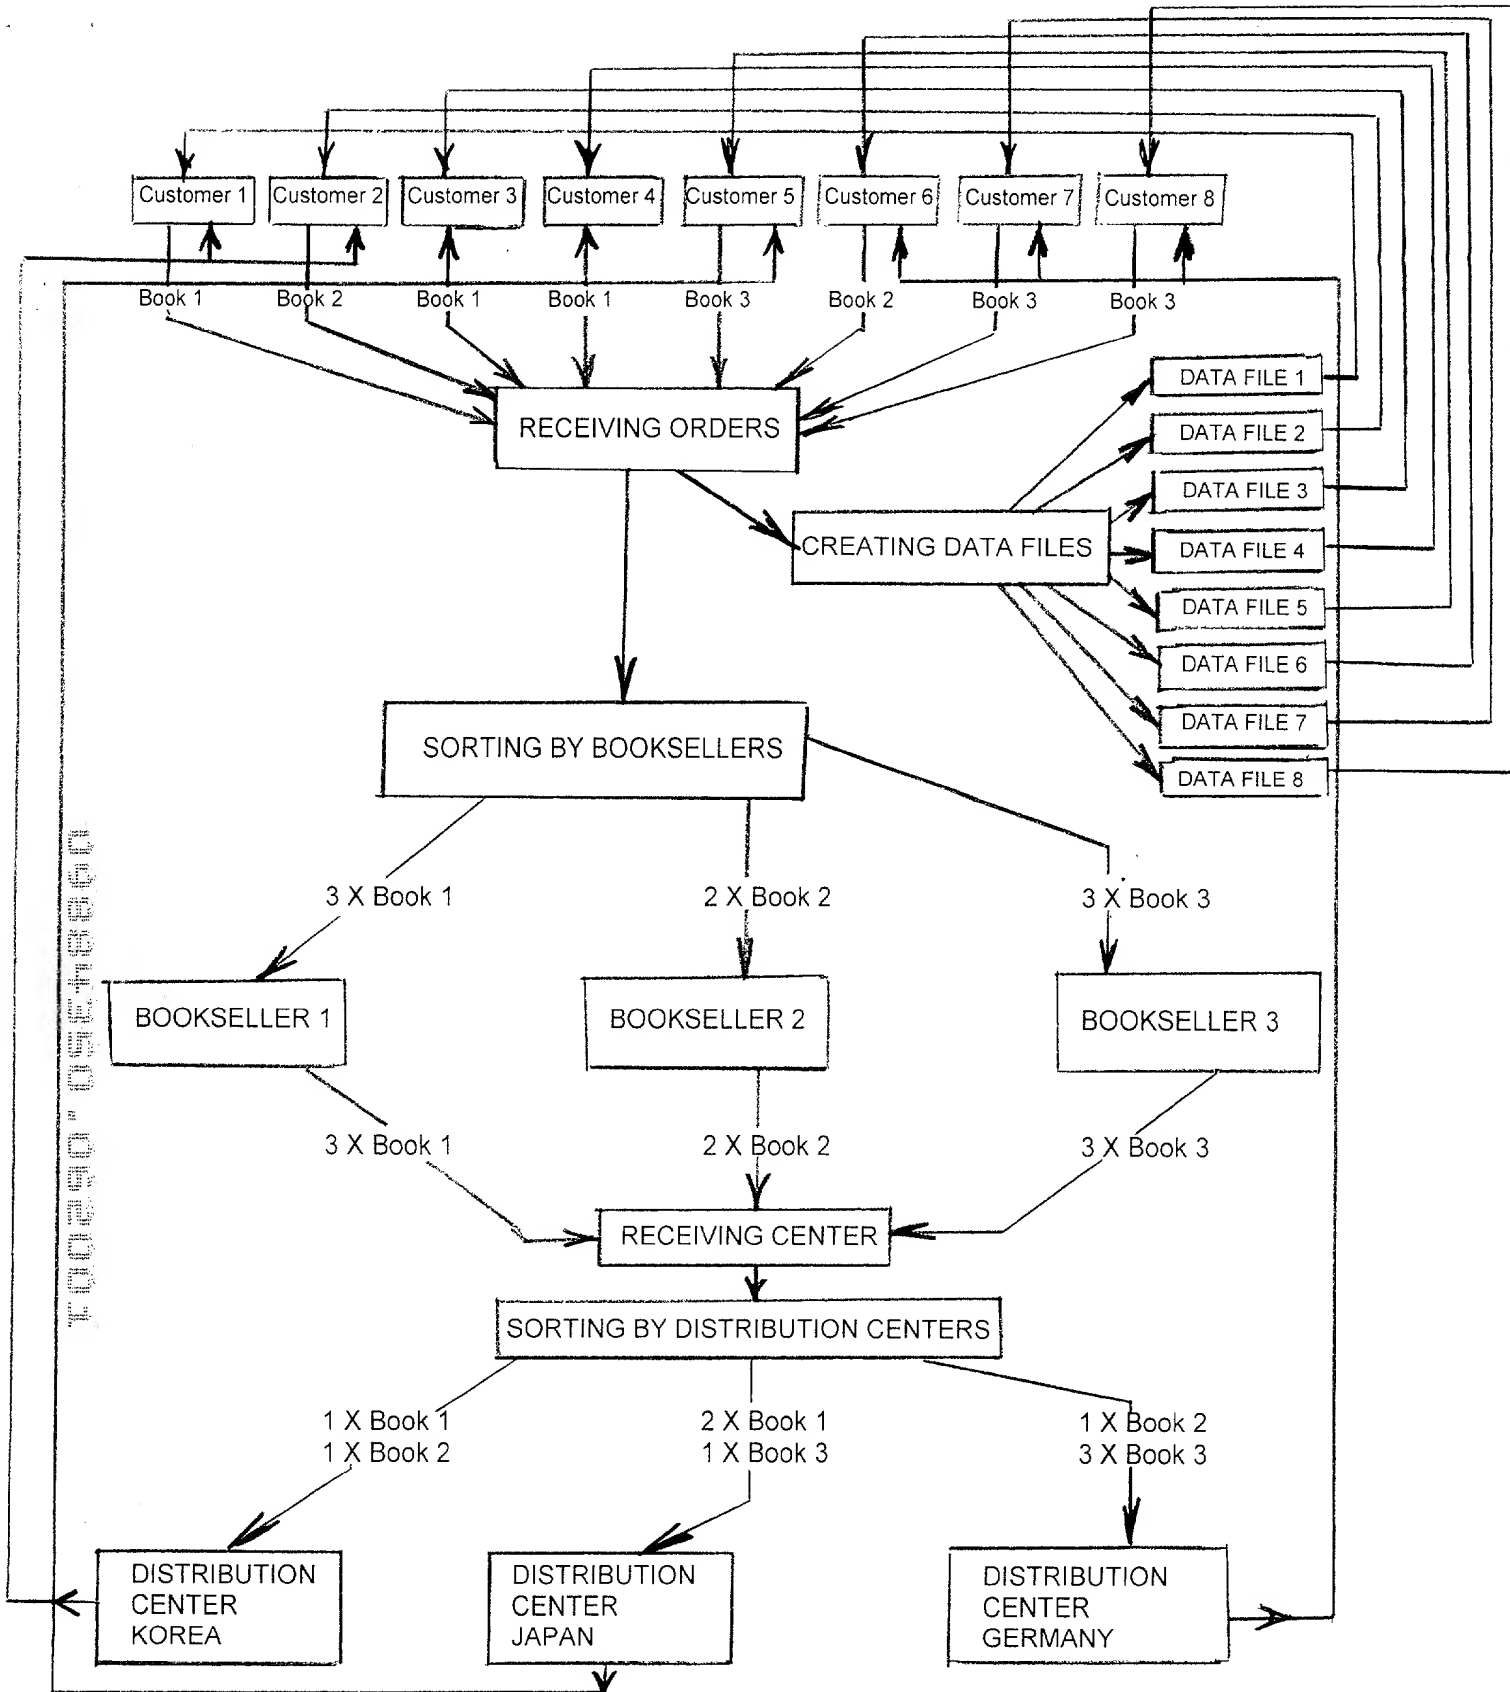 Customer 1 Customer 2 Customer 3 Customer 4 Customer 5 Customer 6 Customer 7 Customer 8
Book 1 Book 2 Book 1 Book 1 Book 3 Book 2 Book 3 Book 3
RECEIVING ORDERS
DATA FILE 1
DATA FILE 2
DATA FILE 3
CREATING DATA FILES
DATA FILE 4
DATA FILE 5
DATA FILE 6
DATA FILE 7
DATA FILE 8
SORTING BY BOOKSELLERS
3 X Book 1 2 X Book 2 3 X Book 3
BOOKSELLER 1 BOOKSELLER 2 BOOKSELLER 3
3 X Book 1 2 X Book 2 3 X Book 3
RECEIVING CENTER
SORTING BY DISTRIBUTION CENTERS
1 X Book 1 2 X Book 1 1 X Book 2
1 X Book 2 1 X Book 3 3 X Book 3
DISTRIBUTION
CENTER
KOREA
DISTRIBUTION
CENTER
JAPAN
DISTRIBUTION
CENTER
GERMANY